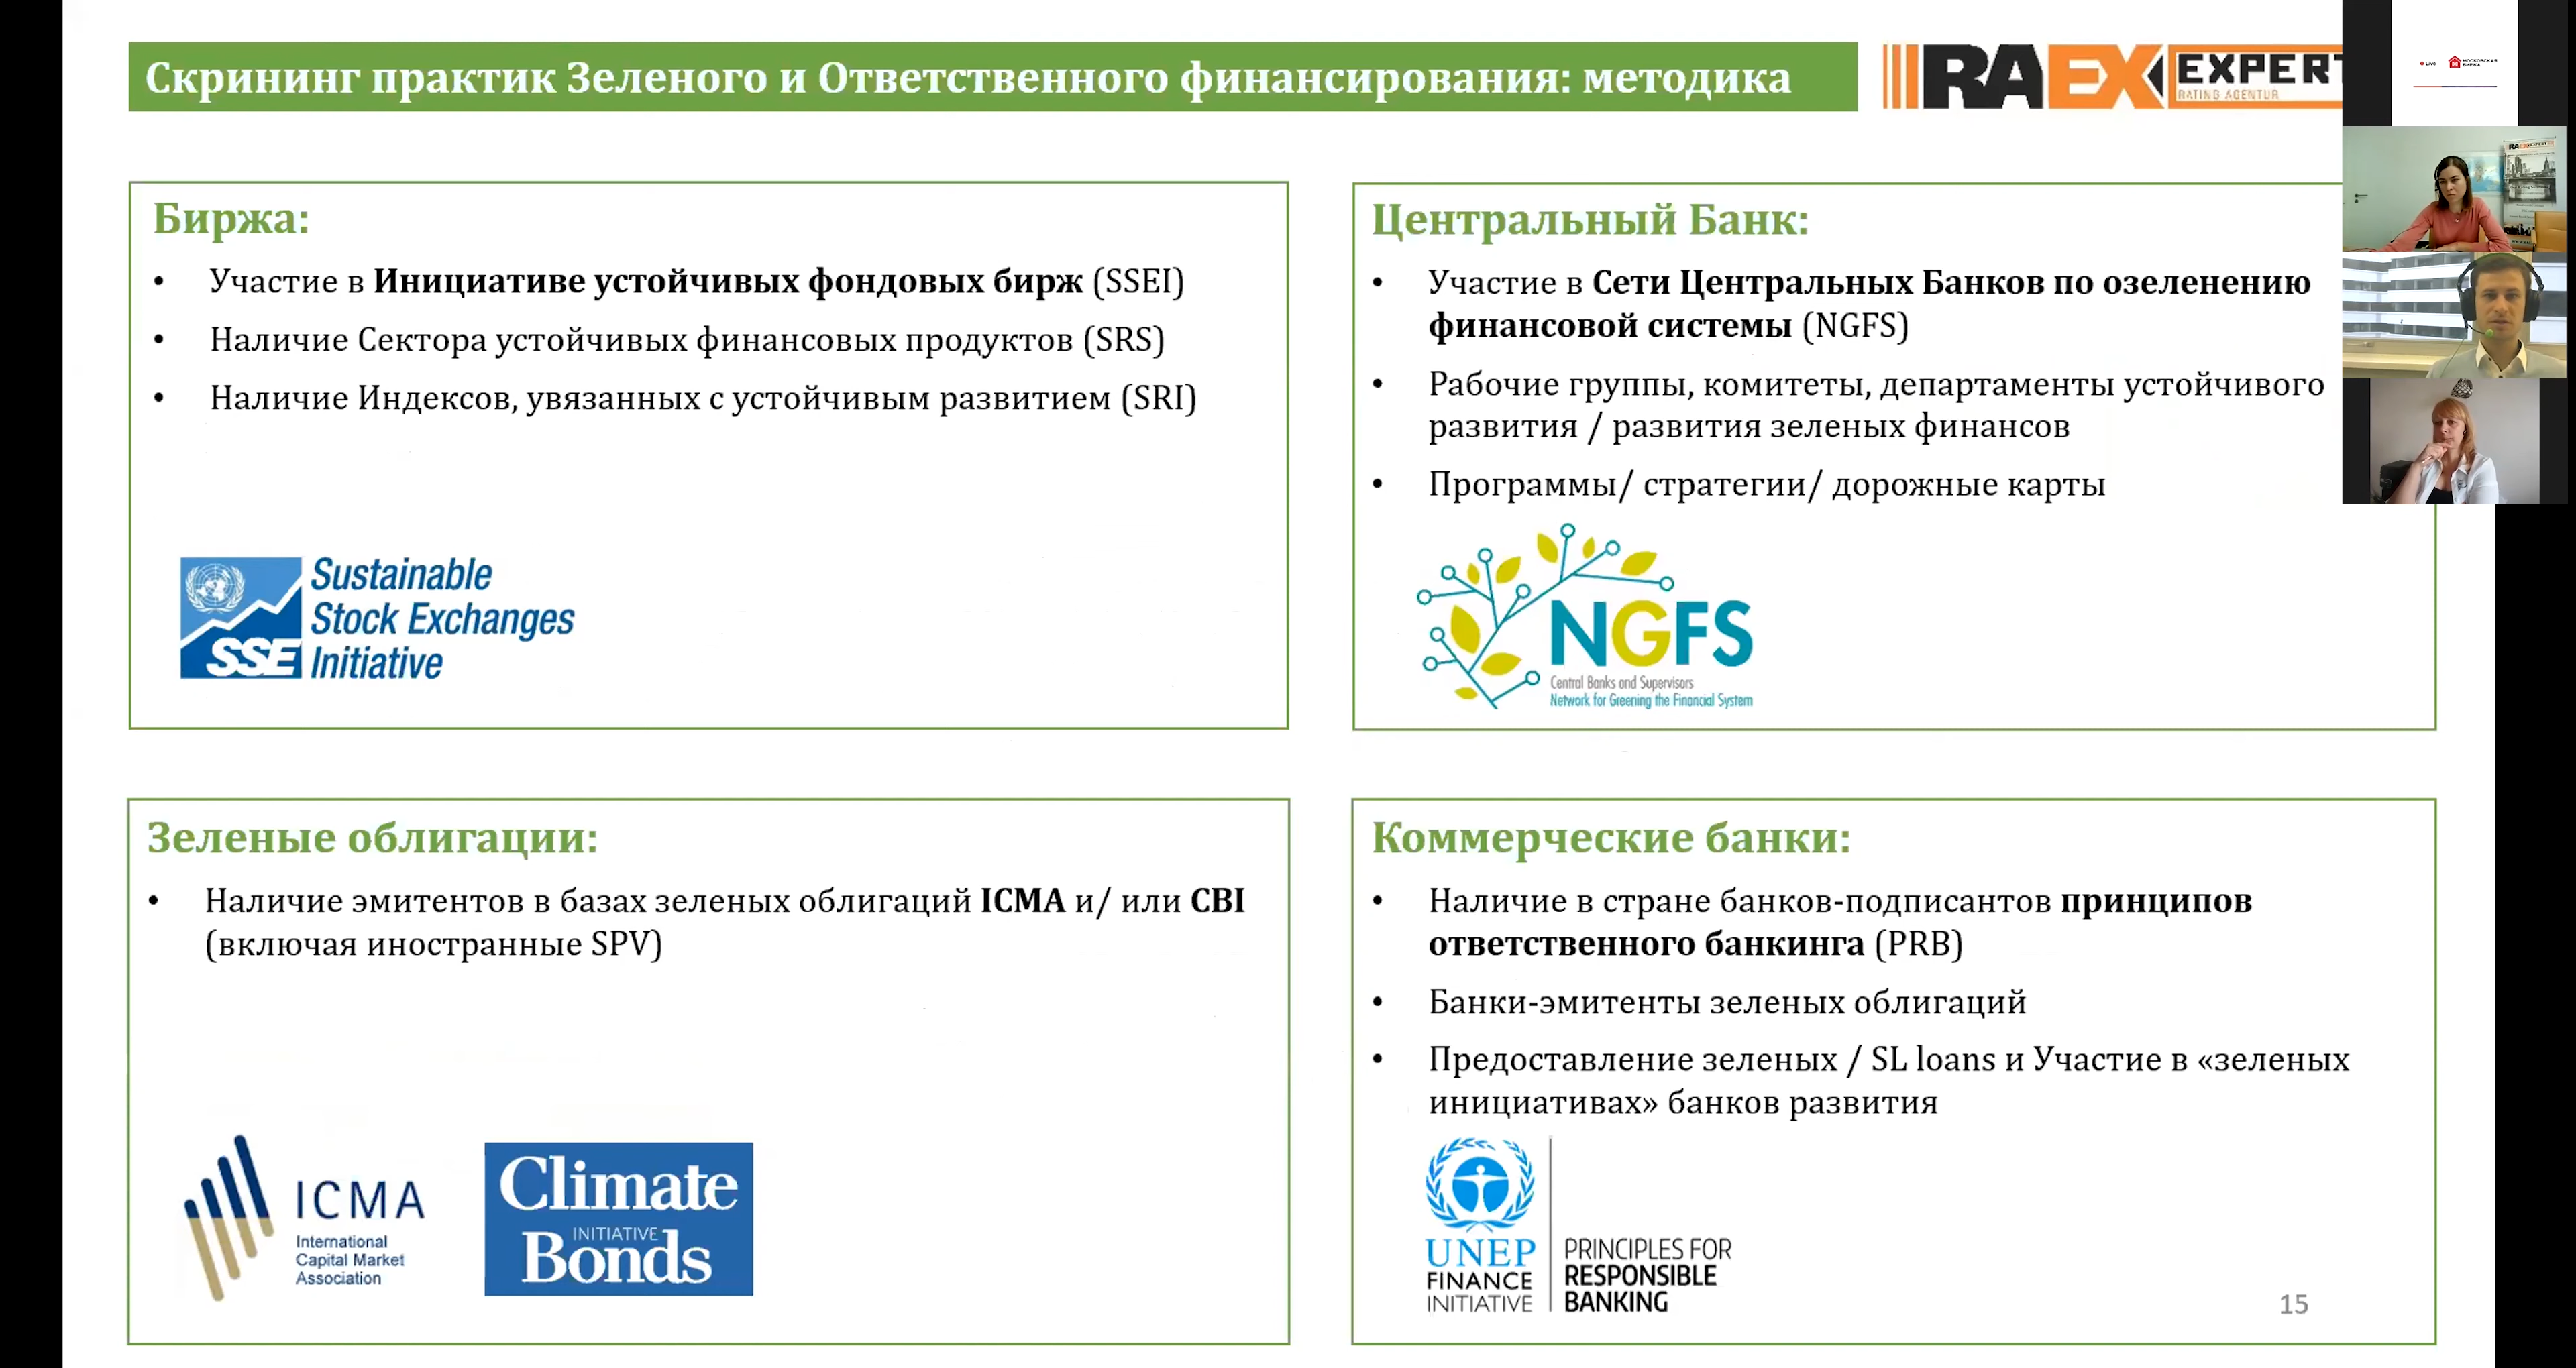 Скрининг практик Зеленого и Ответственного финансирования: методика
RAEX EXPERT
RATING AGENTUR
Live
МОСКОВСКАЯ
БИРЖА
Биржа:
• Участие в Инициативе устойчивых фондовых бирж (SSEI)
• Наличие Сектора устойчивых финансовых продуктов (SRS)
• Наличие Индексов, увязанных с устойчивым развитием (SRI)
SSE
Sustainable
Stock Exchanges
Initiative
Центральный Банк:
• Участие в Сети Центральных Банков по озеленению
финансовой системы (NGFS)
• Рабочие группы, комитеты, департаменты устойчивого
развития / развития зеленых финансов
• Программы/ стратегии/ дорожные карты
NGFS
Central Banks and Supervisors
Network for Greening the Financial System
Зеленые облигации:
• Наличие эмитентов в базах зеленых облигаций ICMA и/ или CBI
(включая иностранные SPV)
ICMA
International
Capital Market
Association
Climate
INITIATIVE
Bonds
Коммерческие банки:
• Наличие в стране банков-подписантов принципов
ответственного банкинга (PRB)
• Банки-эмитенты зеленых облигаций
• Предоставление зеленых / SL loans и Участие в «зеленых
инициативах» банков развития
UNEP
FINANCE
INITIATIVE
PRINCIPLES FOR
RESPONSIBLE
BANKING
15